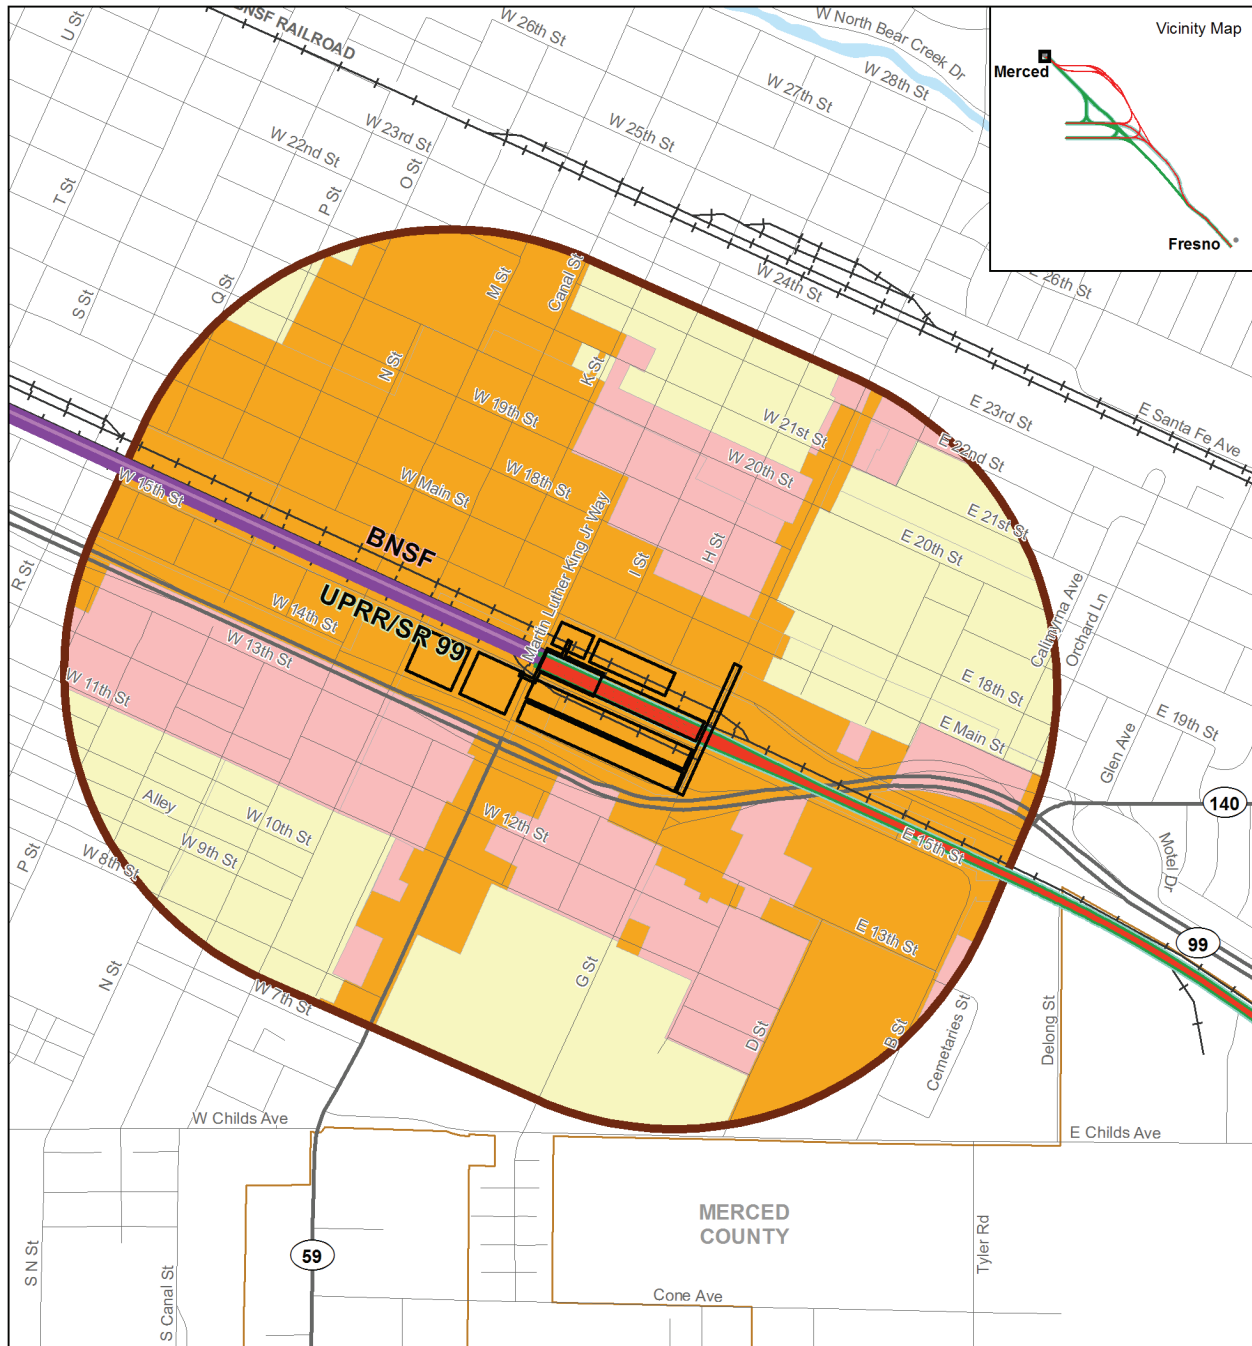 U St
BNSF RAILROAD
W 26th St
W North Bear Creek Dr
Vicinity Map
Merced
Fresno
W 28th St
W 27th St
W 25th St
W 23rd St
W 22nd St
O St
P St
T St
E 26th St
W 24th St
Canal St
M St
Q St
S St
N St
K St
W 19th St
W 21st St
E 23rd St
E Santa Fe Ave
E 22nd St
W 20th St
W 18th St
W Main St
W 15th St
E 21st St
E 20th St
BNSF
Martin Luther King Jr Way
I St
H St
R St
UPRR/SR 99
W 14th St
W 13th St
Calimyrna Ave
Orchard Ln
W 11th St
E 18th St
E Main St
E 19th St
Glen Ave
140
Alley
W 10th St
W 12th St
W 9th St
W 8th St
P St
E 15th St
Motel Dr
E 13th St
99
N St
G St
W 7th St
D St
B St
Cemetaries St
Delong St
W Childs Ave
E Childs Ave
MERCED
COUNTY
Tyler Rd
59
S N St
S Canal St
Cone Ave